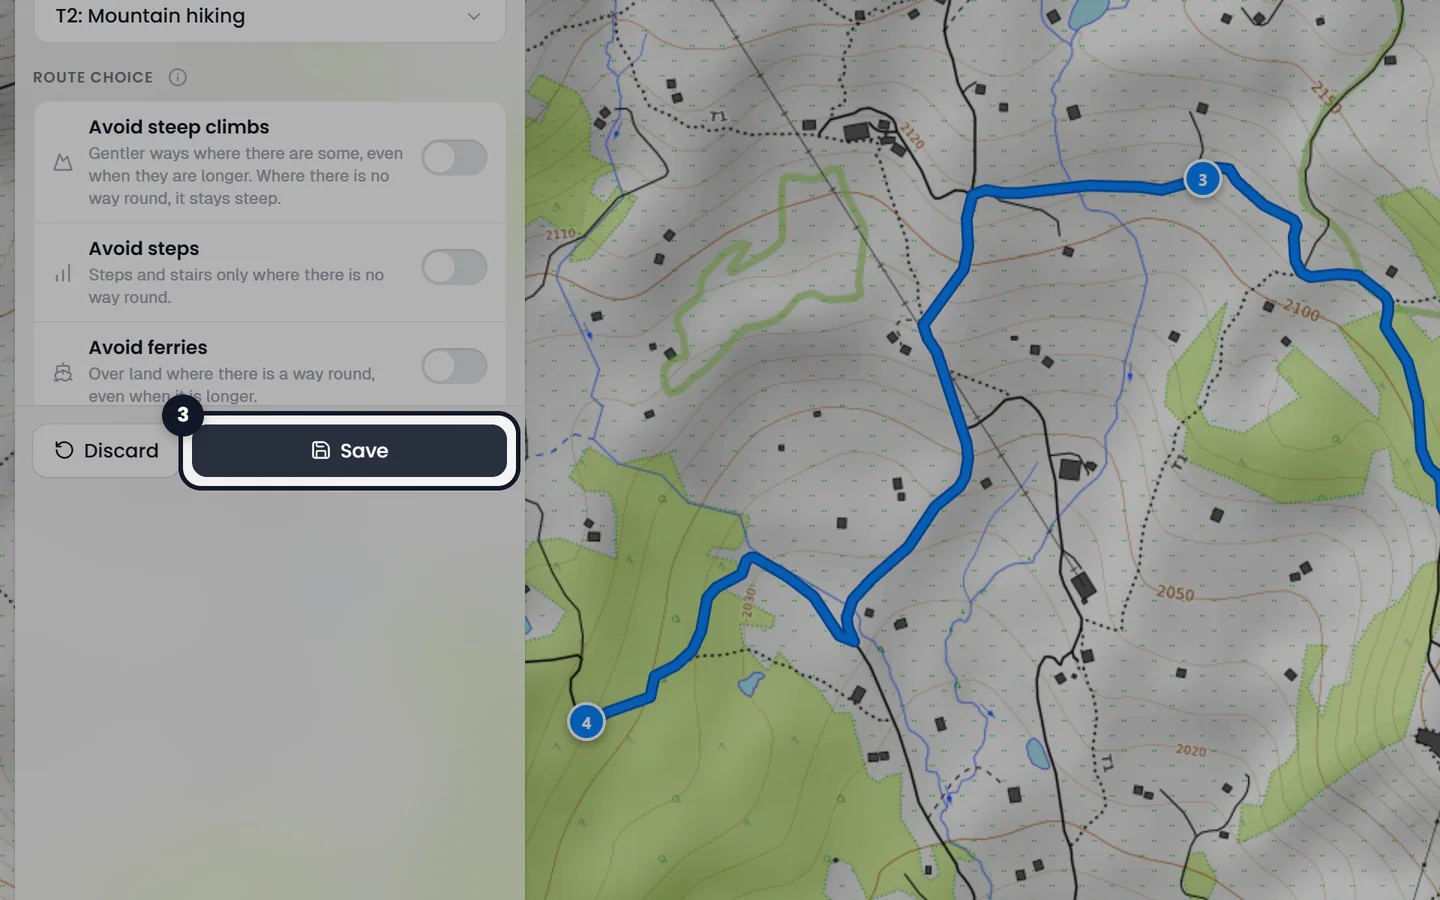 T2: Mountain hiking
ROUTE CHOICE
Avoid steep climbs
Gentler ways where there are some, even
when they are longer. Where there is no
way round, it stays steep.
Avoid steps
Steps and stairs only where there is no
way round.
Avoid ferries
Over land where there is a way round,
even when it is longer.
3
Discard
Save
T1
2120
2150
3
2110
2100
T1
2030
2050
4
2020
T1